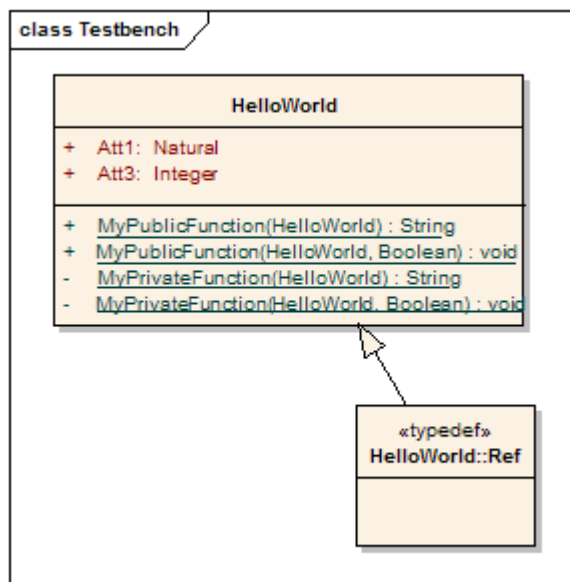 class Testbench
HelloWorld
+ Att1: Natural
+ Att3: Integer
+ MyPublicFunction(HelloWorld) : String
+ MyPublicFunction(HelloWorld, Boolean) : void
- MyPrivateFunction(HelloWorld) : String
- MyPrivateFunction(HelloWorld, Boolean) : void
«typedef»
HelloWorld::Ref